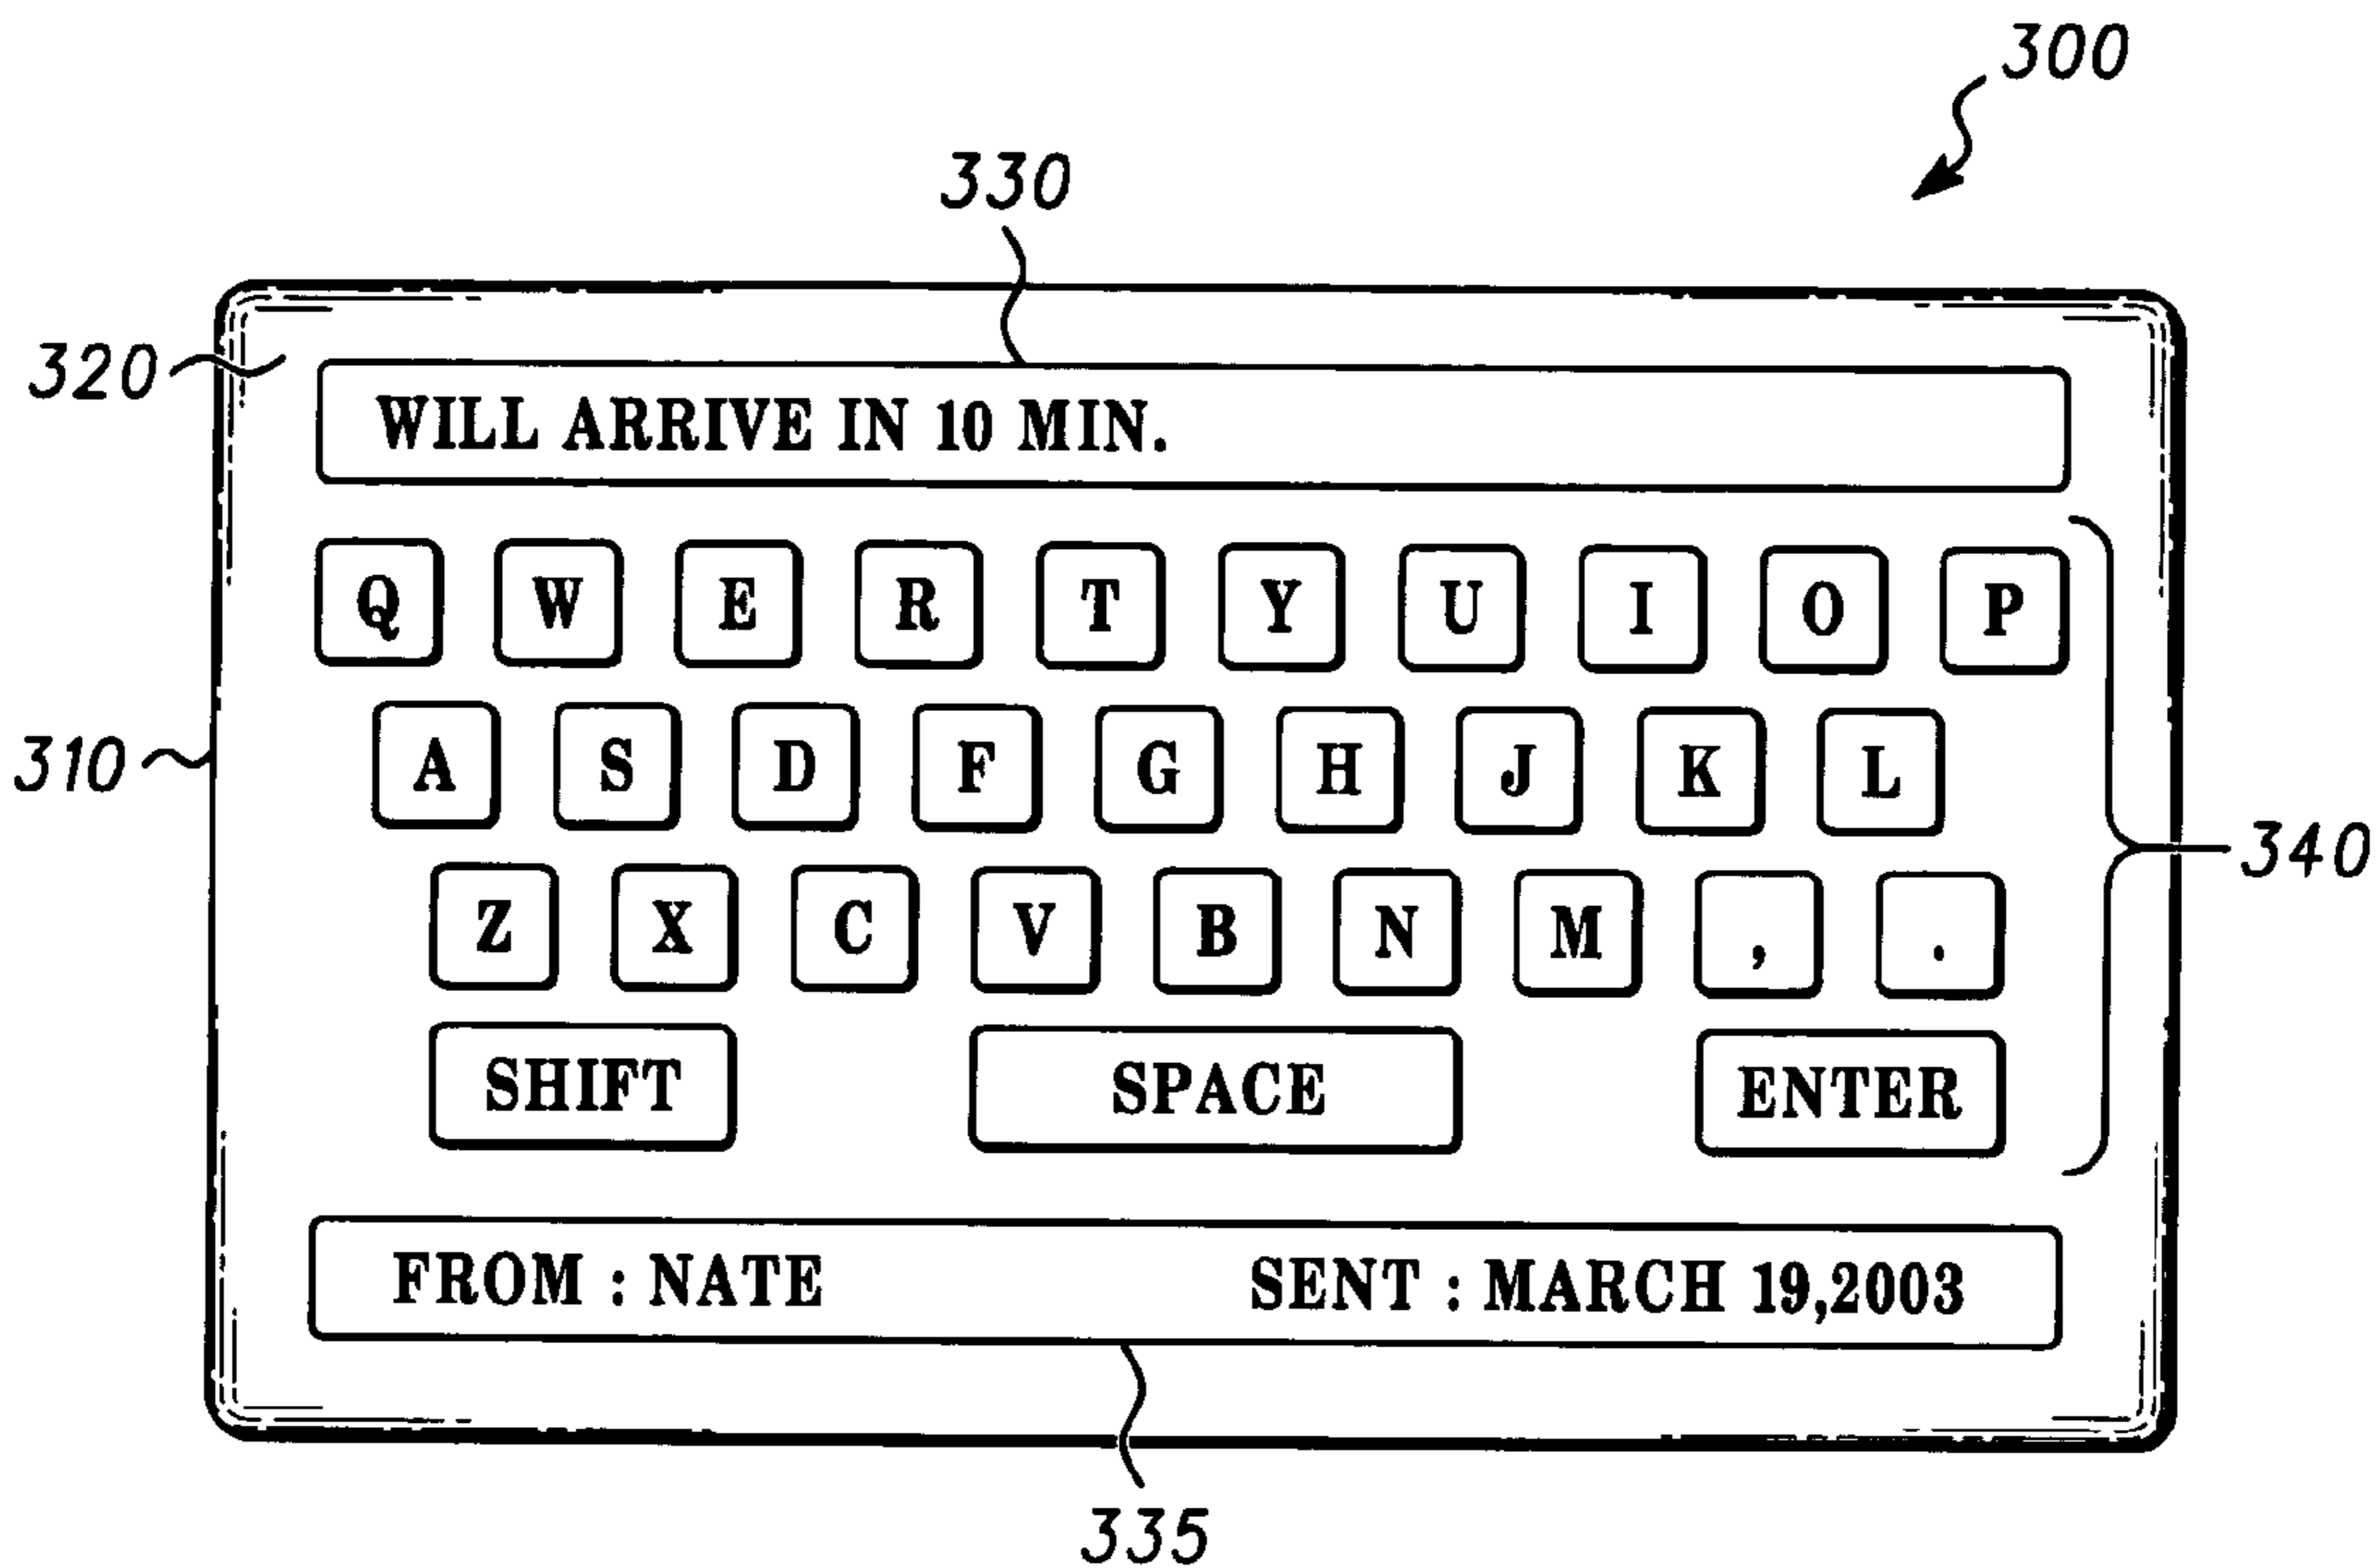 300
330
320
WILL ARRIVE IN 10 MIN.
Q W E R T Y U I O P
310
A S D F G H J K L
340
Z X C V B N M , .
SHIFT SPACE ENTER
FROM : NATE SENT : MARCH 19,2003
335